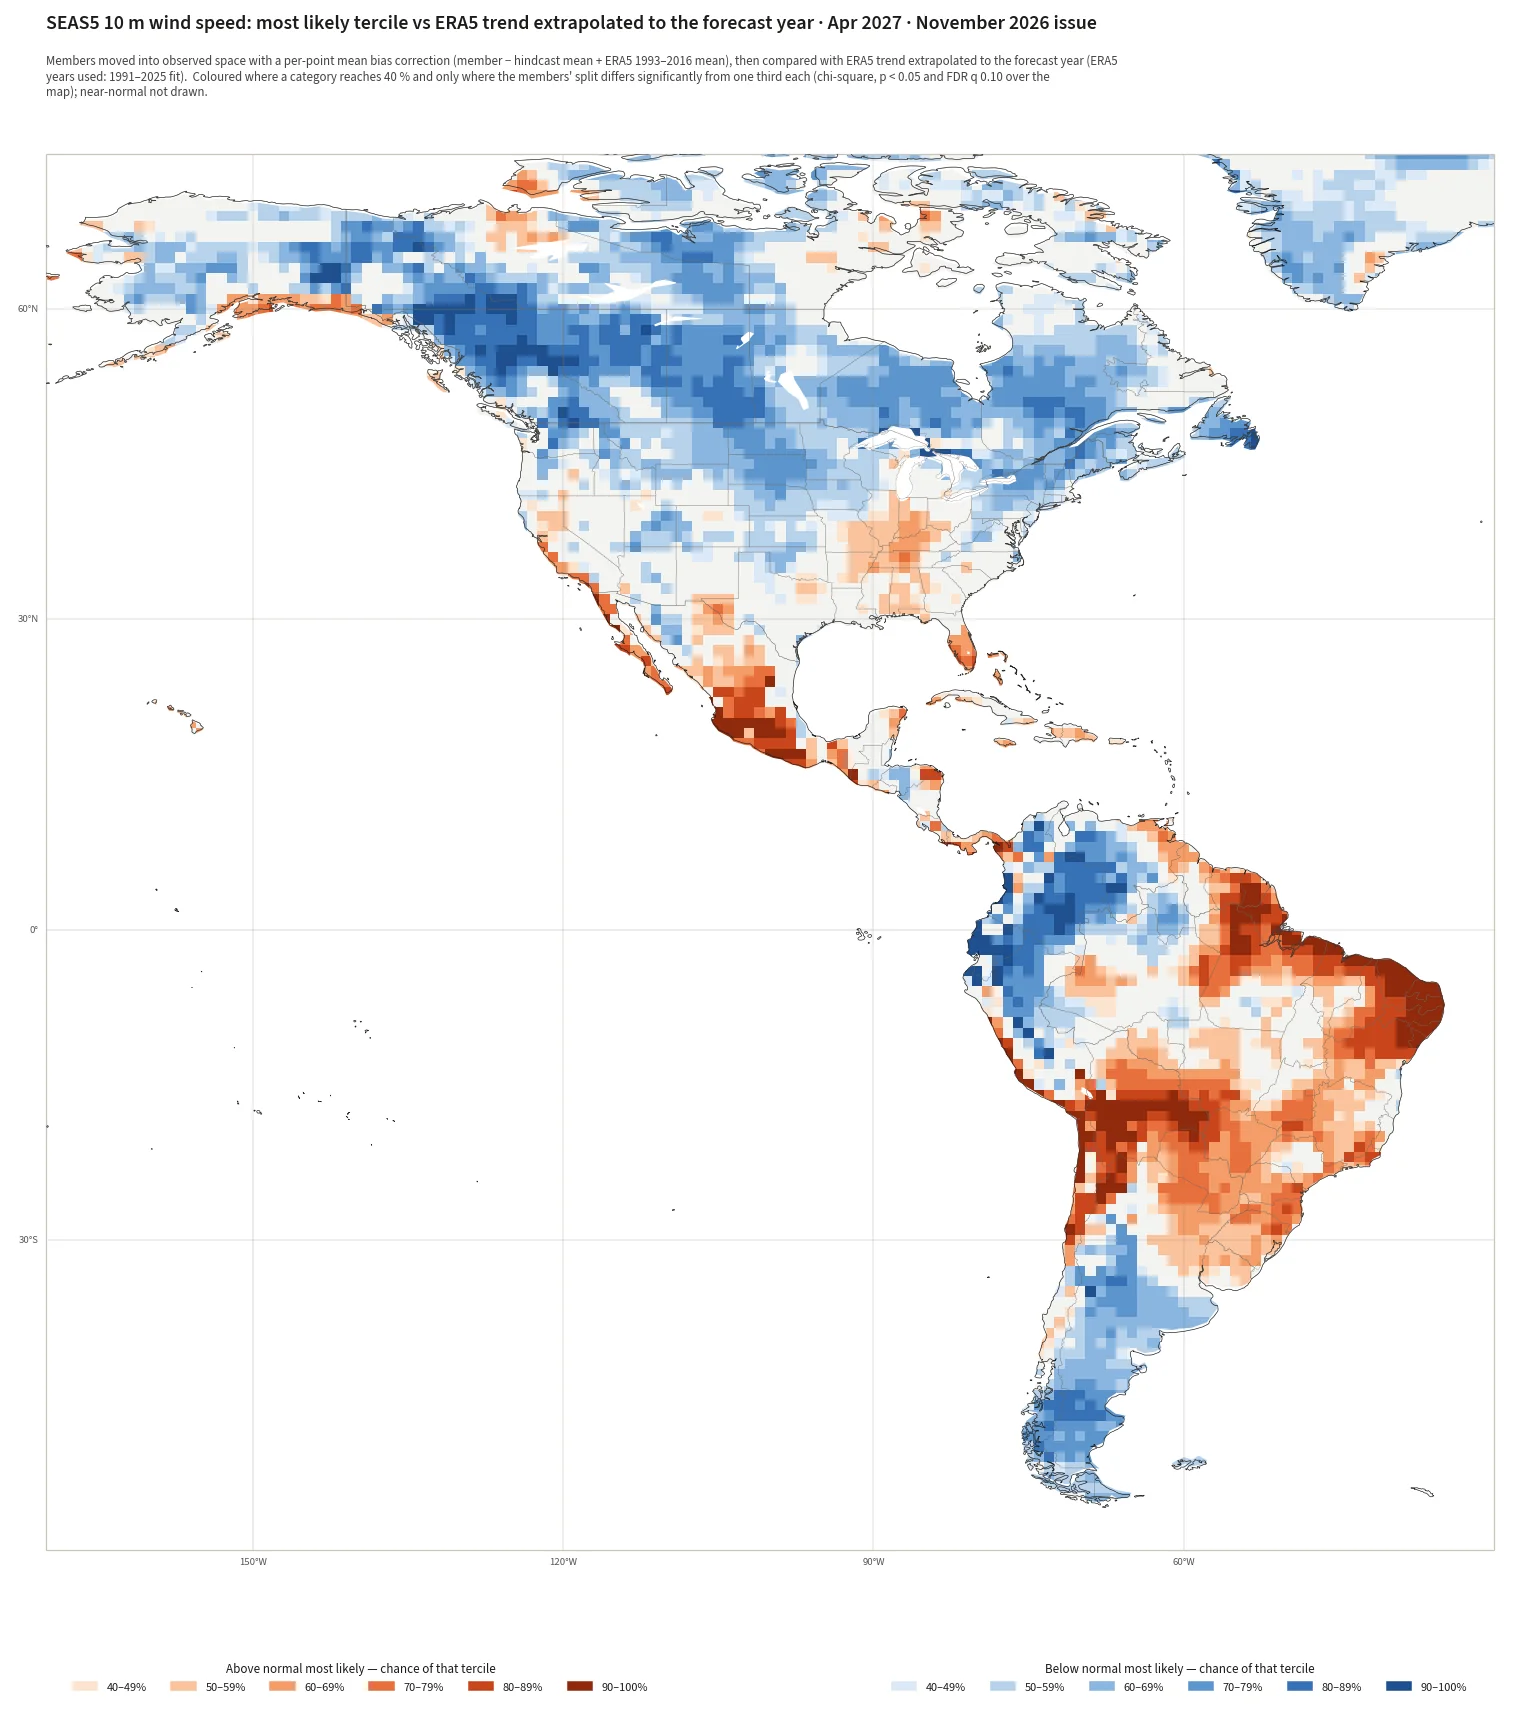 SEAS5 10 m wind speed: most likely tercile vs ERA5 trend extrapolated to the forecast year · Apr 2027 · November 2026 issue
Members moved into observed space with a per-point mean bias correction (member − hindcast mean + ERA5 1993–2016 mean), then compared with ERA5 trend extrapolated to the forecast year (ERA5
years used: 1991–2025 fit). Coloured where a category reaches 40 % and only where the members' split differs significantly from one third each (chi-square, p < 0.05 and FDR q 0.10 over the
map); near-normal not drawn.
60°N
30°N
0°
30°S
150°W 120°W 90°W 60°W
Above normal most likely — chance of that tercile
40–49% 50–59% 60–69% 70–79% 80–89% 90–100%
Below normal most likely — chance of that tercile
40–49% 50–59% 60–69% 70–79% 80–89% 90–100%